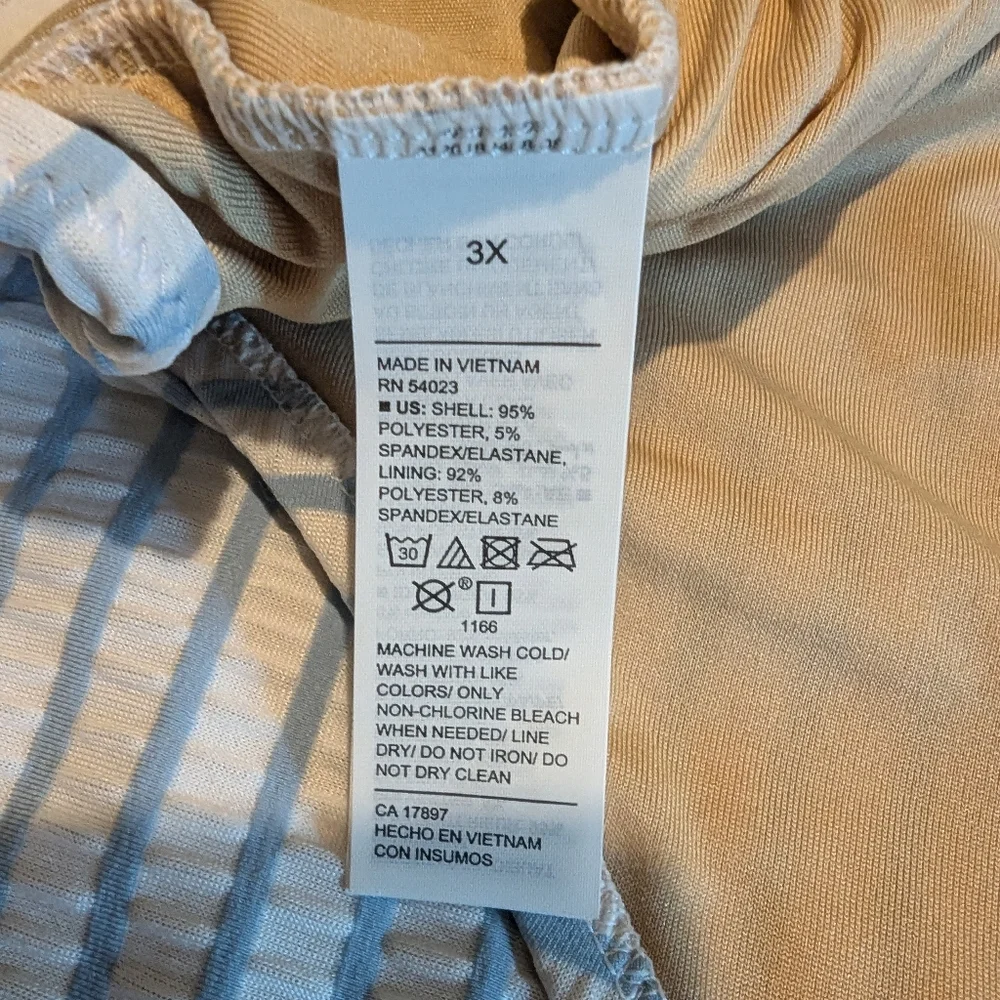 3X
MADE IN VIETNAM
RN 54023
■ US: SHELL: 95%
POLYESTER, 5%
SPANDEX/ELASTANE,
LINING: 92%
POLYESTER, 8%
SPANDEX/ELASTANE
30
®
1166
MACHINE WASH COLD/
WASH WITH LIKE
COLORS/ ONLY
NON-CHLORINE BLEACH
WHEN NEEDED/ LINE
DRY/ DO NOT IRON/ DO
NOT DRY CLEAN
CA 17897
HECHO EN VIETNAM
CON INSUMOS